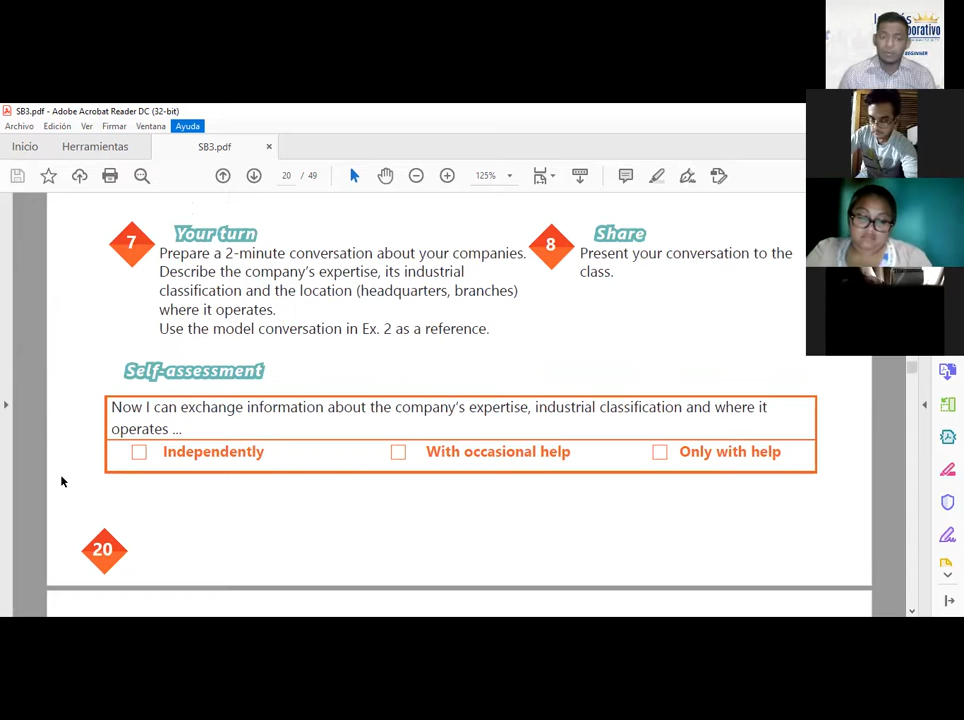 In és
porativo
BEGINNER
SB3.pdf - Adobe Acrobat Reader DC (32-bit)
Archivo Edición Ver Firmar Ventana Ayuda
Inicio Herramientas SB3.pdf ×
20 / 49 125%
7 Your turn
Prepare a 2-minute conversation about your companies.
Describe the company's expertise, its industrial
classification and the location (headquarters, branches)
where it operates.
Use the model conversation in Ex. 2 as a reference.
8 Share
Present your conversation to the
class.
Self-assessment
Now I can exchange information about the company's expertise, industrial classification and where it
operates ...
Independently With occasional help Only with help
20